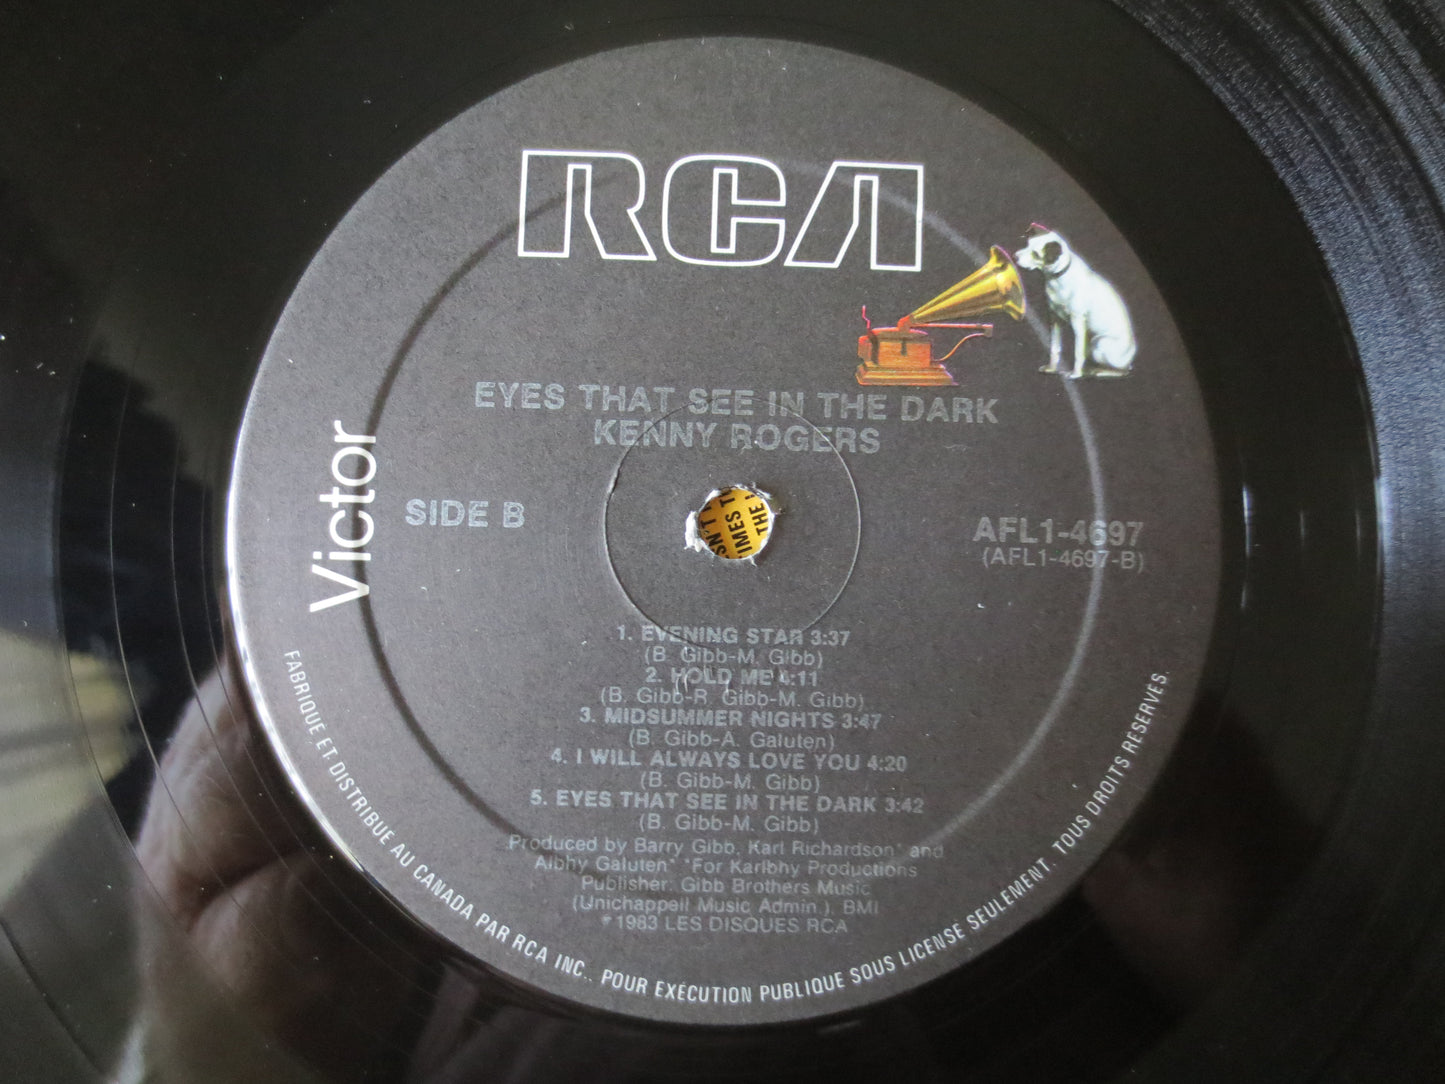 RCA
Victor
EYES THAT SEE IN THE DARK
KENNY ROGERS
SIDE B
AFL1-4697
(AFL1-4697-B)
SN'T
IMES T
THE
1. EVENING STAR 3:37
(B. Gibb-M. Gibb)
2. HOLD ME 4:11
(B. Gibb-R. Gibb-M. Gibb)
3. MIDSUMMER NIGHTS 3:47
(B. Gibb-A. Galuten)
4. I WILL ALWAYS LOVE YOU 4:20
(B. Gibb-M. Gibb)
5. EYES THAT SEE IN THE DARK 3:42
(B. Gibb-M. Gibb)
Produced by Barry Gibb, Karl Richardson* and
Albhy Galuten* *For Karlbhy Productions
Publisher: Gibb Brothers Music
(Unichappell Music Admin.), BMI
℗ 1983 LES DISQUES RCA
FABRIQUE ET DISTRIBUE AU CANADA PAR RCA INC., POUR EXÉCUTION PUBLIQUE SOUS LICENSE SEULEMENT. TOUS DROITS RESERVES.